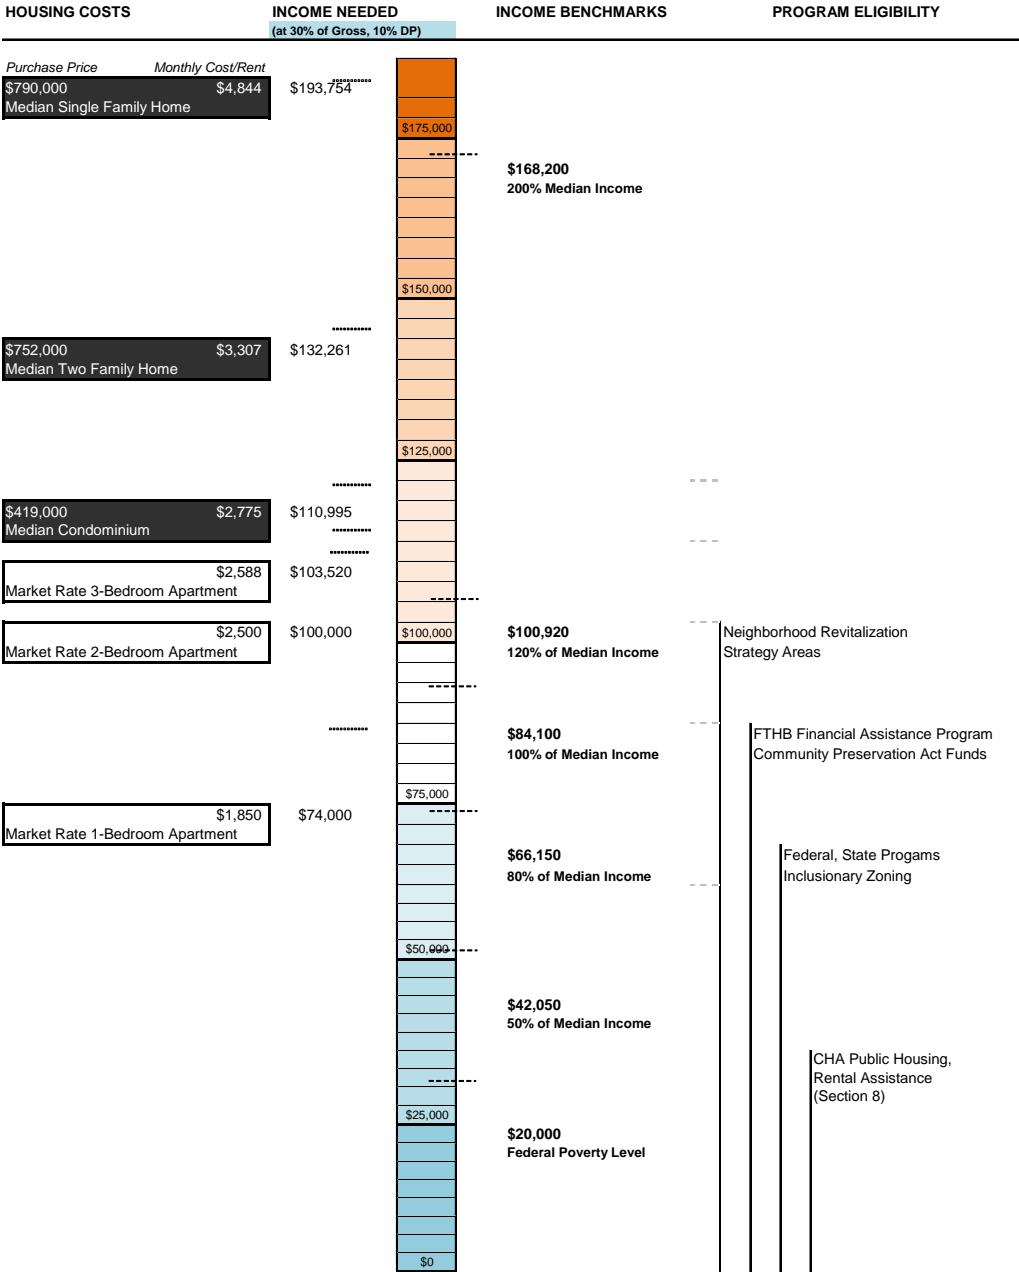 HOUSING COSTS INCOME NEEDED INCOME BENCHMARKS PROGRAM ELIGIBILITY
(at 30% of Gross, 10% DP)
Purchase Price Monthly Cost/Rent
$790,000 $4,844 $193,754
Median Single Family Home
$175,000
$168,200
200% Median Income
$150,000
$752,000 $3,307 $132,261
Median Two Family Home
$125,000
$419,000 $2,775 $110,995
Median Condominium
$2,588 $103,520
Market Rate 3-Bedroom Apartment
$2,500 $100,000 $100,000 $100,920 Neighborhood Revitalization
Market Rate 2-Bedroom Apartment 120% of Median Income Strategy Areas
$84,100 FTHB Financial Assistance Program
100% of Median Income Community Preservation Act Funds
$75,000
$1,850 $74,000
Market Rate 1-Bedroom Apartment
$66,150 Federal, State Progams
80% of Median Income Inclusionary Zoning
$50,000
$42,050
50% of Median Income
CHA Public Housing,
Rental Assistance
(Section 8)
$25,000
$20,000
Federal Poverty Level
$0